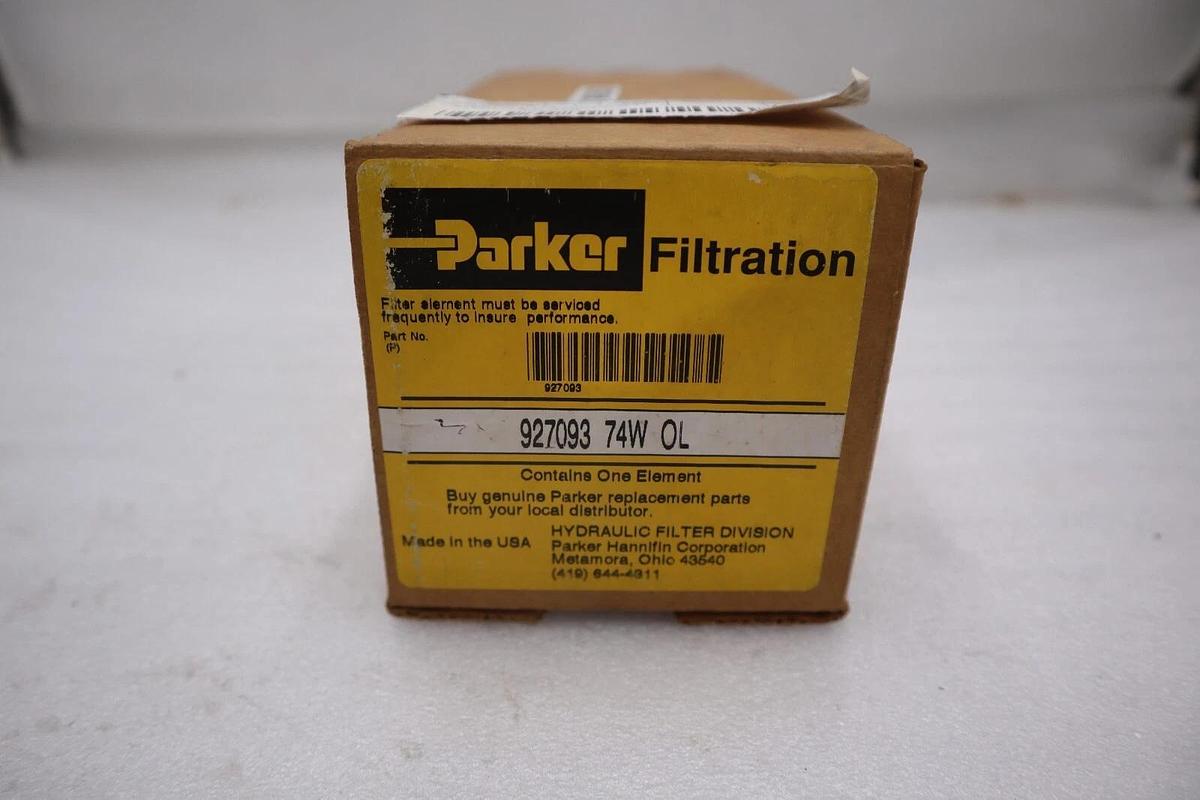 Parker Filtration
Filter element must be serviced
frequently to insure performance.
Part No.
(P)
927093
927093 74W OL
Contains One Element
Buy genuine Parker replacement parts
from your local distributor.
Made in the USA
HYDRAULIC FILTER DIVISION
Parker Hannifin Corporation
Metamora, Ohio 43540
(419) 644-4311